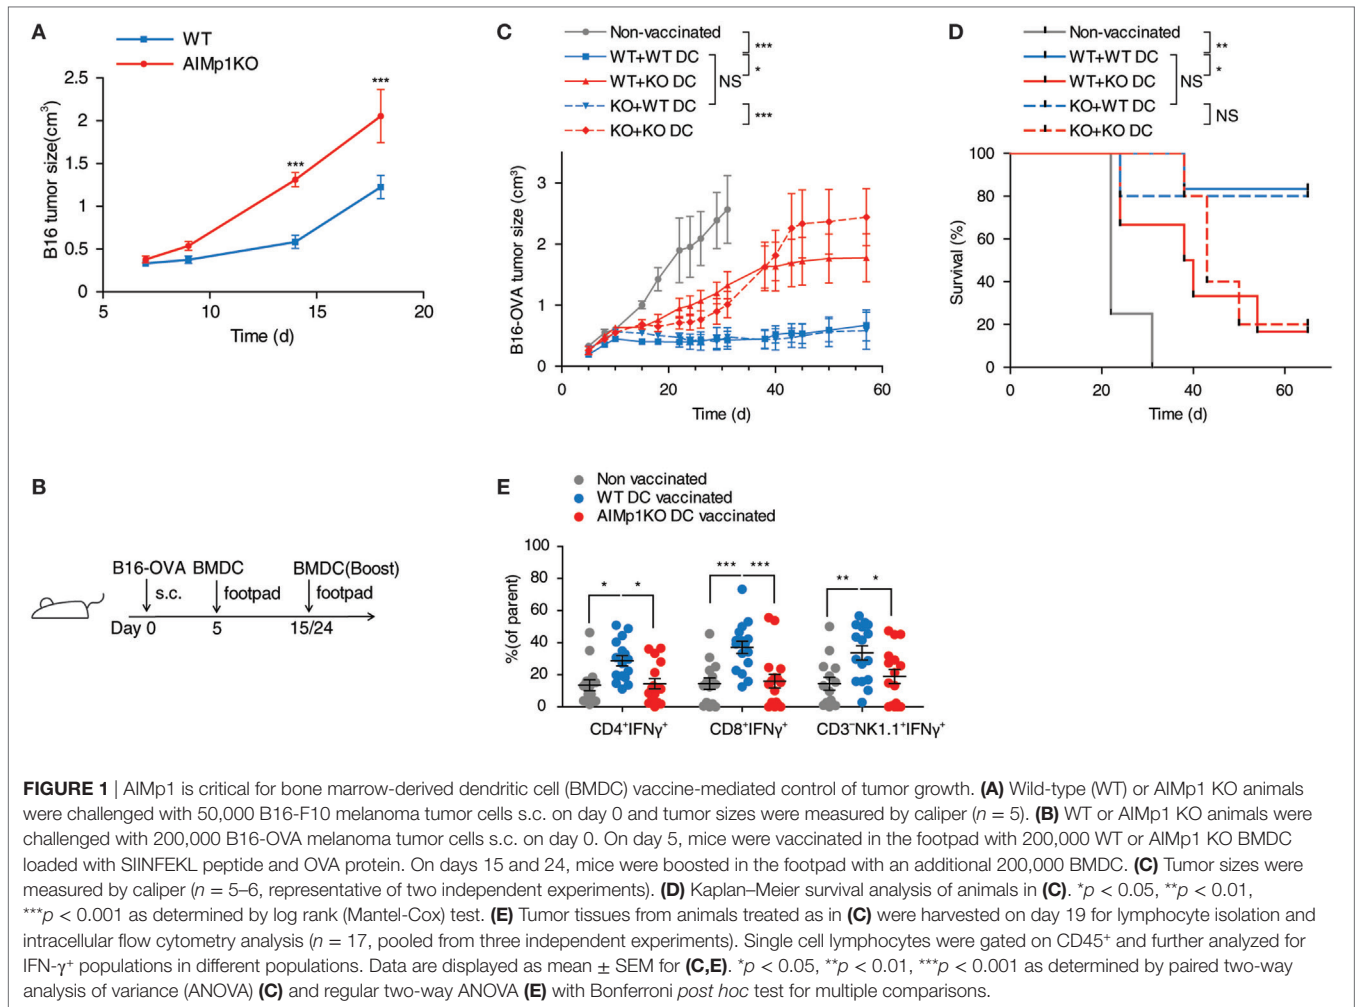 A
WT
AIMp1KO
2.5
2
1.5
1
0.5
0
***
***
B16 tumor size(cm³)
5
10
15
20
Time (d)
C
Non-vaccinated
WT+WT DC
WT+KO DC
KO+WT DC
KO+KO DC
***
*
NS
***
3
2
1
0
B16-OVA tumor size (cm³)
0
10
20
30
40
50
60
Time (d)
D
Non-vaccinated
WT+WT DC
WT+KO DC
KO+WT DC
KO+KO DC
**
*
NS
NS
100
80
60
40
20
0
Survival (%)
0
20
40
60
Time (d)
B
B16-OVA BMDC BMDC(Boost)
s.c. footpad footpad
Day 0 5 15/24
E
Non vaccinated
WT DC vaccinated
AIMp1KO DC vaccinated
100
80
60
40
20
0
%(of parent)
* *
*** ***
** *
CD4⁺IFNγ⁺ CD8⁺IFNγ⁺ CD3⁻NK1.1⁺IFNγ⁺
FIGURE 1 | AIMp1 is critical for bone marrow-derived dendritic cell (BMDC) vaccine-mediated control of tumor growth. (A) Wild-type (WT) or AIMp1 KO animals
were challenged with 50,000 B16-F10 melanoma tumor cells s.c. on day 0 and tumor sizes were measured by caliper (n = 5). (B) WT or AIMp1 KO animals were
challenged with 200,000 B16-OVA melanoma tumor cells s.c. on day 0. On day 5, mice were vaccinated in the footpad with 200,000 WT or AIMp1 KO BMDC
loaded with SIINFEKL peptide and OVA protein. On days 15 and 24, mice were boosted in the footpad with an additional 200,000 BMDC. (C) Tumor sizes were
measured by caliper (n = 5–6, representative of two independent experiments). (D) Kaplan–Meier survival analysis of animals in (C). *p < 0.05, **p < 0.01,
***p < 0.001 as determined by log rank (Mantel-Cox) test. (E) Tumor tissues from animals treated as in (C) were harvested on day 19 for lymphocyte isolation and
intracellular flow cytometry analysis (n = 17, pooled from three independent experiments). Single cell lymphocytes were gated on CD45⁺ and further analyzed for
IFN-γ⁺ populations in different populations. Data are displayed as mean ± SEM for (C,E). *p < 0.05, **p < 0.01, ***p < 0.001 as determined by paired two-way
analysis of variance (ANOVA) (C) and regular two-way ANOVA (E) with Bonferroni post hoc test for multiple comparisons.